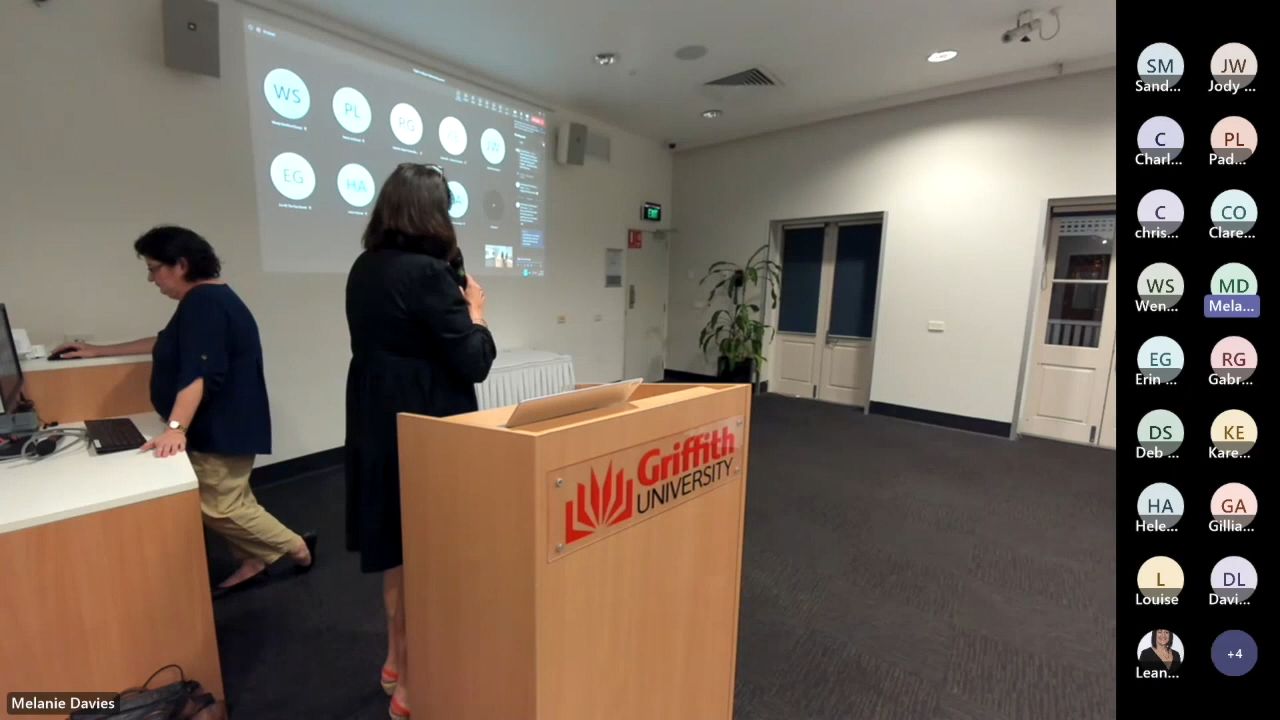 WS
PL
RG
JW
EG
HA
EXIT
Griffith
UNIVERSITY
Melanie Davies
SM
Sand...
JW
Jody ...
C
Charl...
PL
Pad...
C
chris...
CO
Clare...
WS
Wen...
MD
Mela...
EG
Erin ...
RG
Gabr...
DS
Deb ...
KE
Kare...
HA
Hele...
GA
Gillia...
L
Louise
DL
Davi...
Lean...
+4